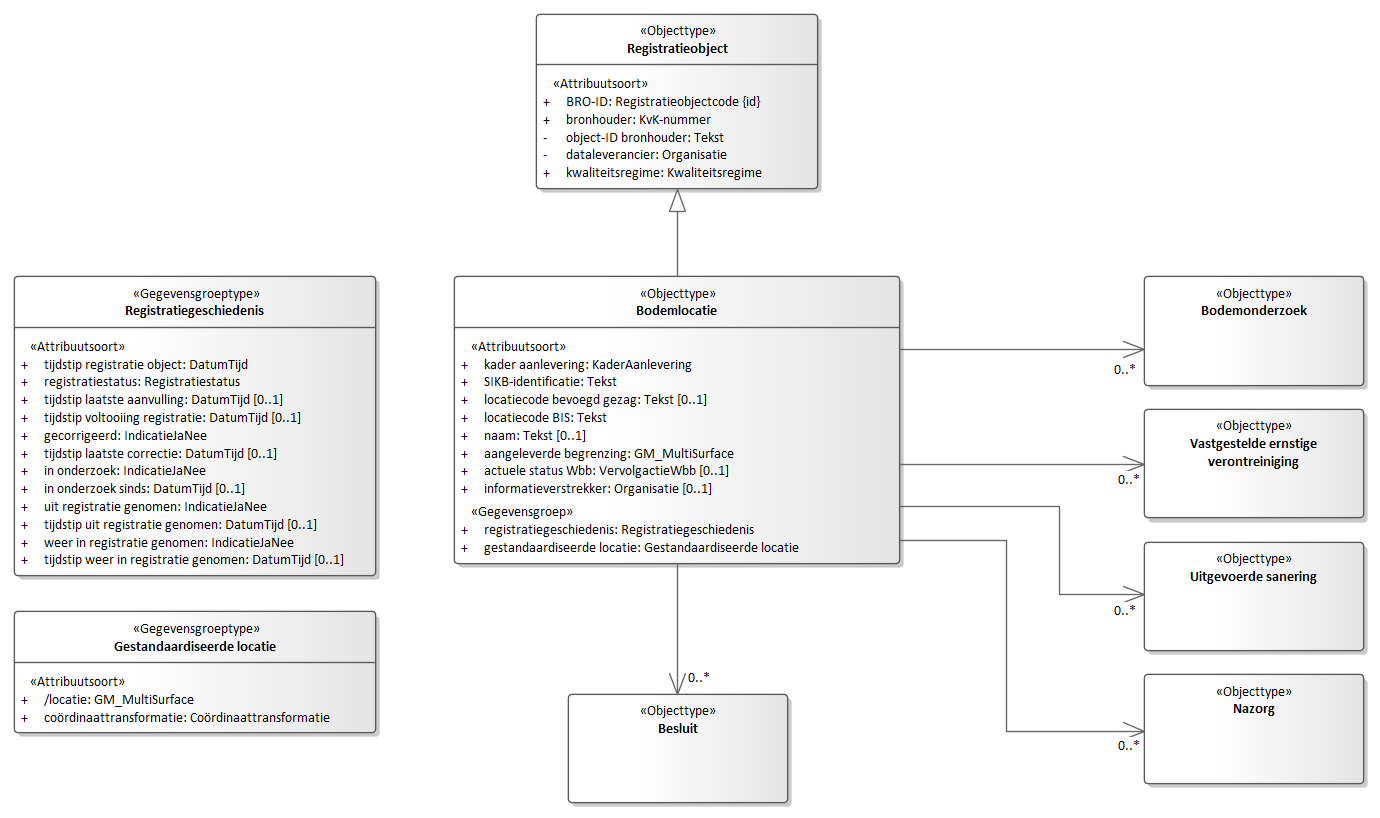 «Objecttype»
Registratieobject
«Attribuutsoort»
+ BRO-ID: Registratieobjectcode {id}
+ bronhouder: KvK-nummer
- object-ID bronhouder: Tekst
- dataleverancier: Organisatie
+ kwaliteitsregime: Kwaliteitsregime
«Gegevensgroeptype»
Registratiegeschiedenis
«Attribuutsoort»
+ tijdstip registratie object: DatumTijd
+ registratiestatus: Registratiestatus
+ tijdstip laatste aanvulling: DatumTijd [0..1]
+ tijdstip voltooiing registratie: DatumTijd [0..1]
+ gecorrigeerd: IndicatieJaNee
+ tijdstip laatste correctie: DatumTijd [0..1]
+ in onderzoek: IndicatieJaNee
+ in onderzoek sinds: DatumTijd [0..1]
+ uit registratie genomen: IndicatieJaNee
+ tijdstip uit registratie genomen: DatumTijd [0..1]
+ weer in registratie genomen: IndicatieJaNee
+ tijdstip weer in registratie genomen: DatumTijd [0..1]
«Gegevensgroeptype»
Gestandaardiseerde locatie
«Attribuutsoort»
+ /locatie: GM_MultiSurface
+ coördinaattransformatie: Coördinaattransformatie
«Objecttype»
Bodemlocatie
«Attribuutsoort»
+ kader aanlevering: KaderAanlevering
+ SIKB-identificatie: Tekst
+ locatiecode bevoegd gezag: Tekst [0..1]
+ locatiecode BIS: Tekst
+ naam: Tekst [0..1]
+ aangeleverde begrenzing: GM_MultiSurface
+ actuele status Wbb: VervolgactieWbb [0..1]
+ informatieverstrekker: Organisatie [0..1]
«Gegevensgroep»
+ registratiegeschiedenis: Registratiegeschiedenis
+ gestandaardiseerde locatie: Gestandaardiseerde locatie
0..*
«Objecttype»
Besluit
«Objecttype»
Bodemonderzoek
0..*
«Objecttype»
Vastgestelde ernstige
verontreiniging
0..*
«Objecttype»
Uitgevoerde sanering
0..*
«Objecttype»
Nazorg
0..*